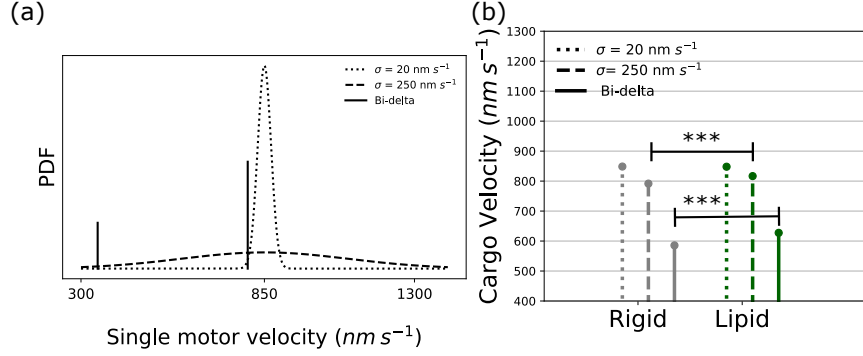 (a)
PDF
σ = 20 nm s⁻¹
σ = 250 nm s⁻¹
Bi-delta
300
850
1300
Single motor velocity (nm s⁻¹)
(b)
Cargo Velocity (nm s⁻¹)
1300
1200
1100
1000
900
800
700
600
500
400
σ = 20 nm s⁻¹
σ= 250 nm s⁻¹
Bi-delta
***
***
Rigid
Lipid